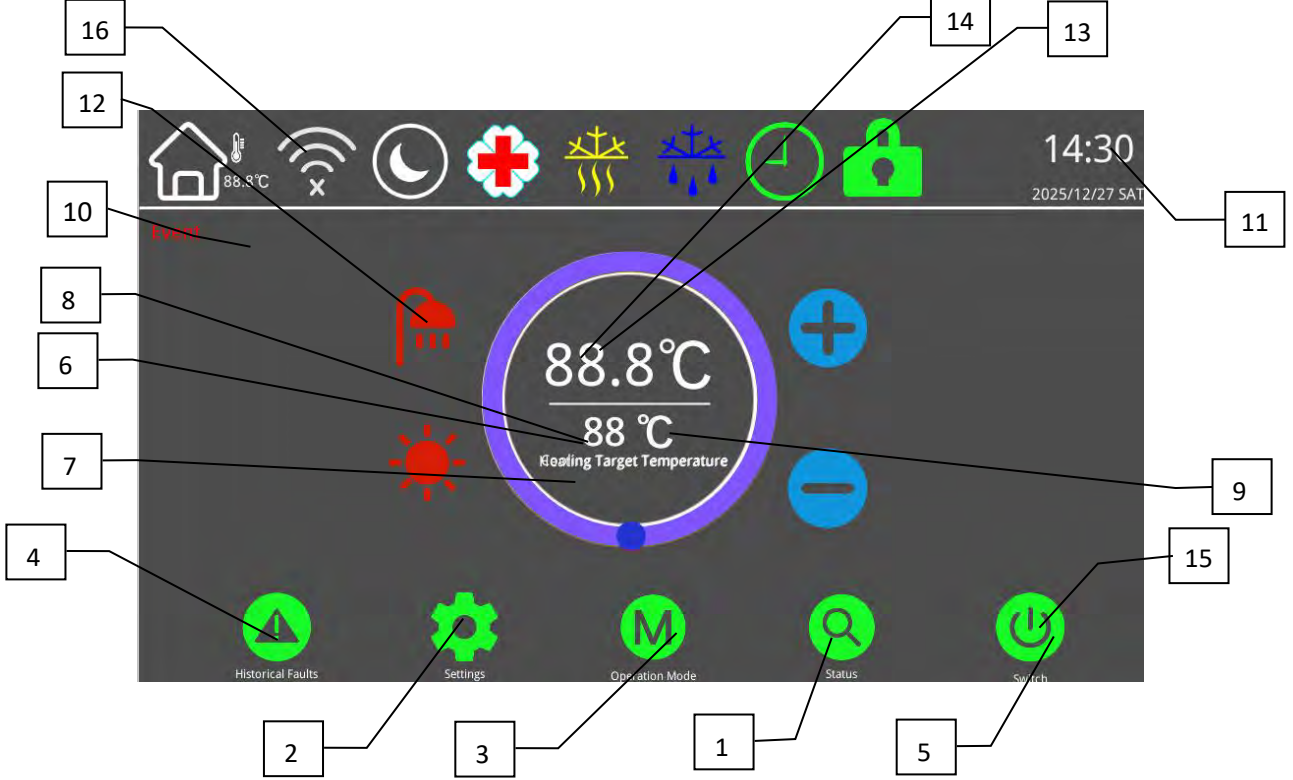 16
14
13
12
14:30
88.8℃
2025/12/27 SAT
10
11
Event
8
6
88.8℃
88 ℃
Target Temperature
7
9
4
15
M
Historical Faults
Settings
Operation Mode
Status
Switch
2
3
1
5